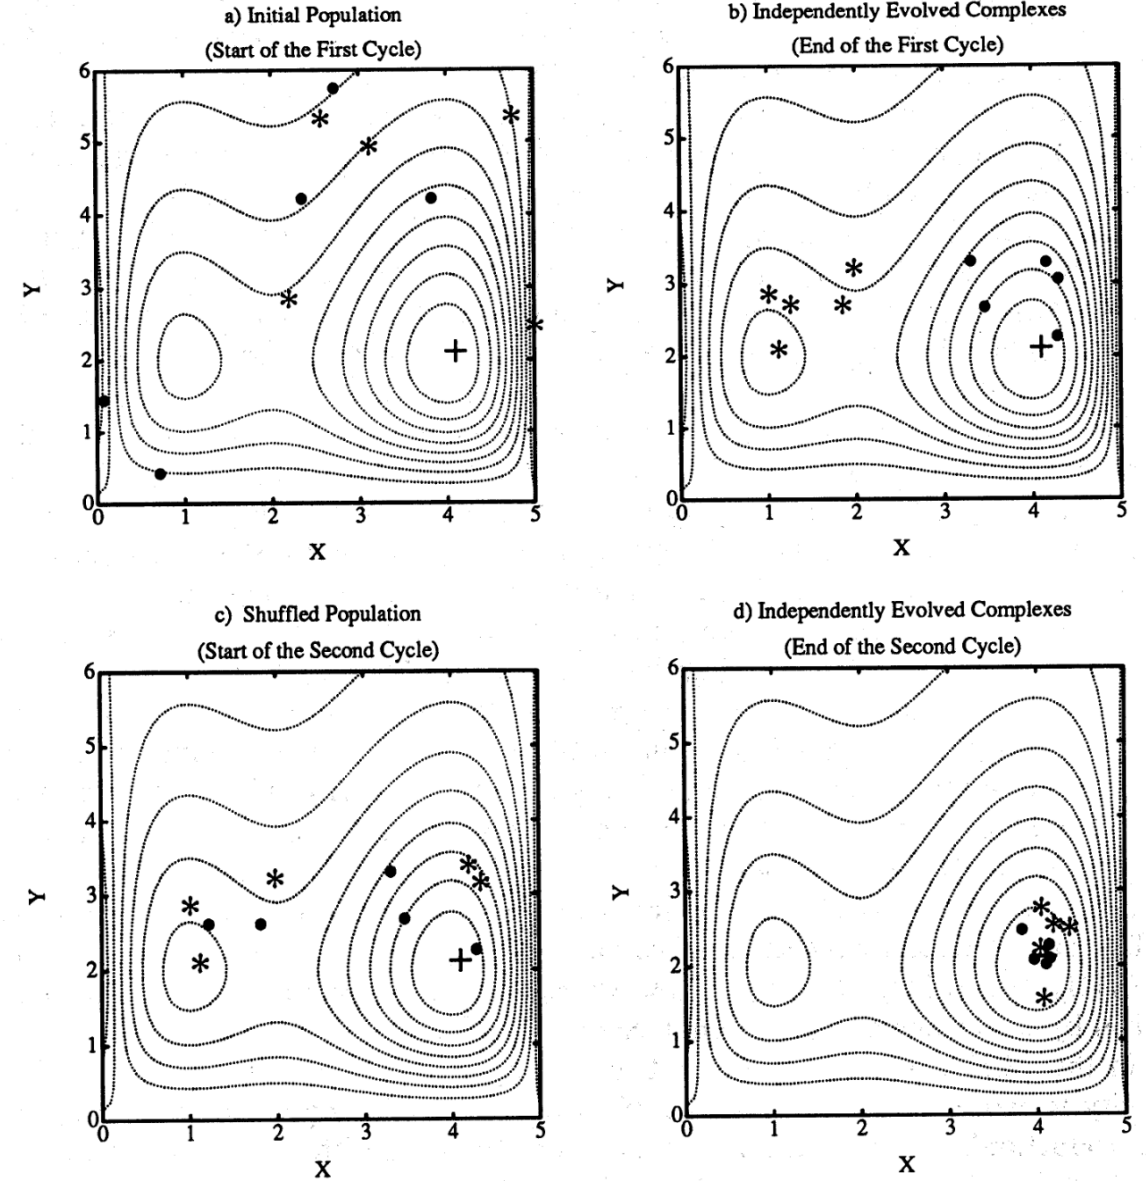 a) Initial Population
(Start of the First Cycle)
6
5
4
3
2
1
0
Y
0 1 2 3 4 5
X
b) Independently Evolved Complexes
(End of the First Cycle)
6
5
4
3
2
1
0
Y
0 1 2 3 4 5
X
c) Shuffled Population
(Start of the Second Cycle)
6
5
4
3
2
1
0
Y
0 1 2 3 4 5
X
d) Independently Evolved Complexes
(End of the Second Cycle)
6
5
4
3
2
1
0
Y
0 1 2 3 4 5
X